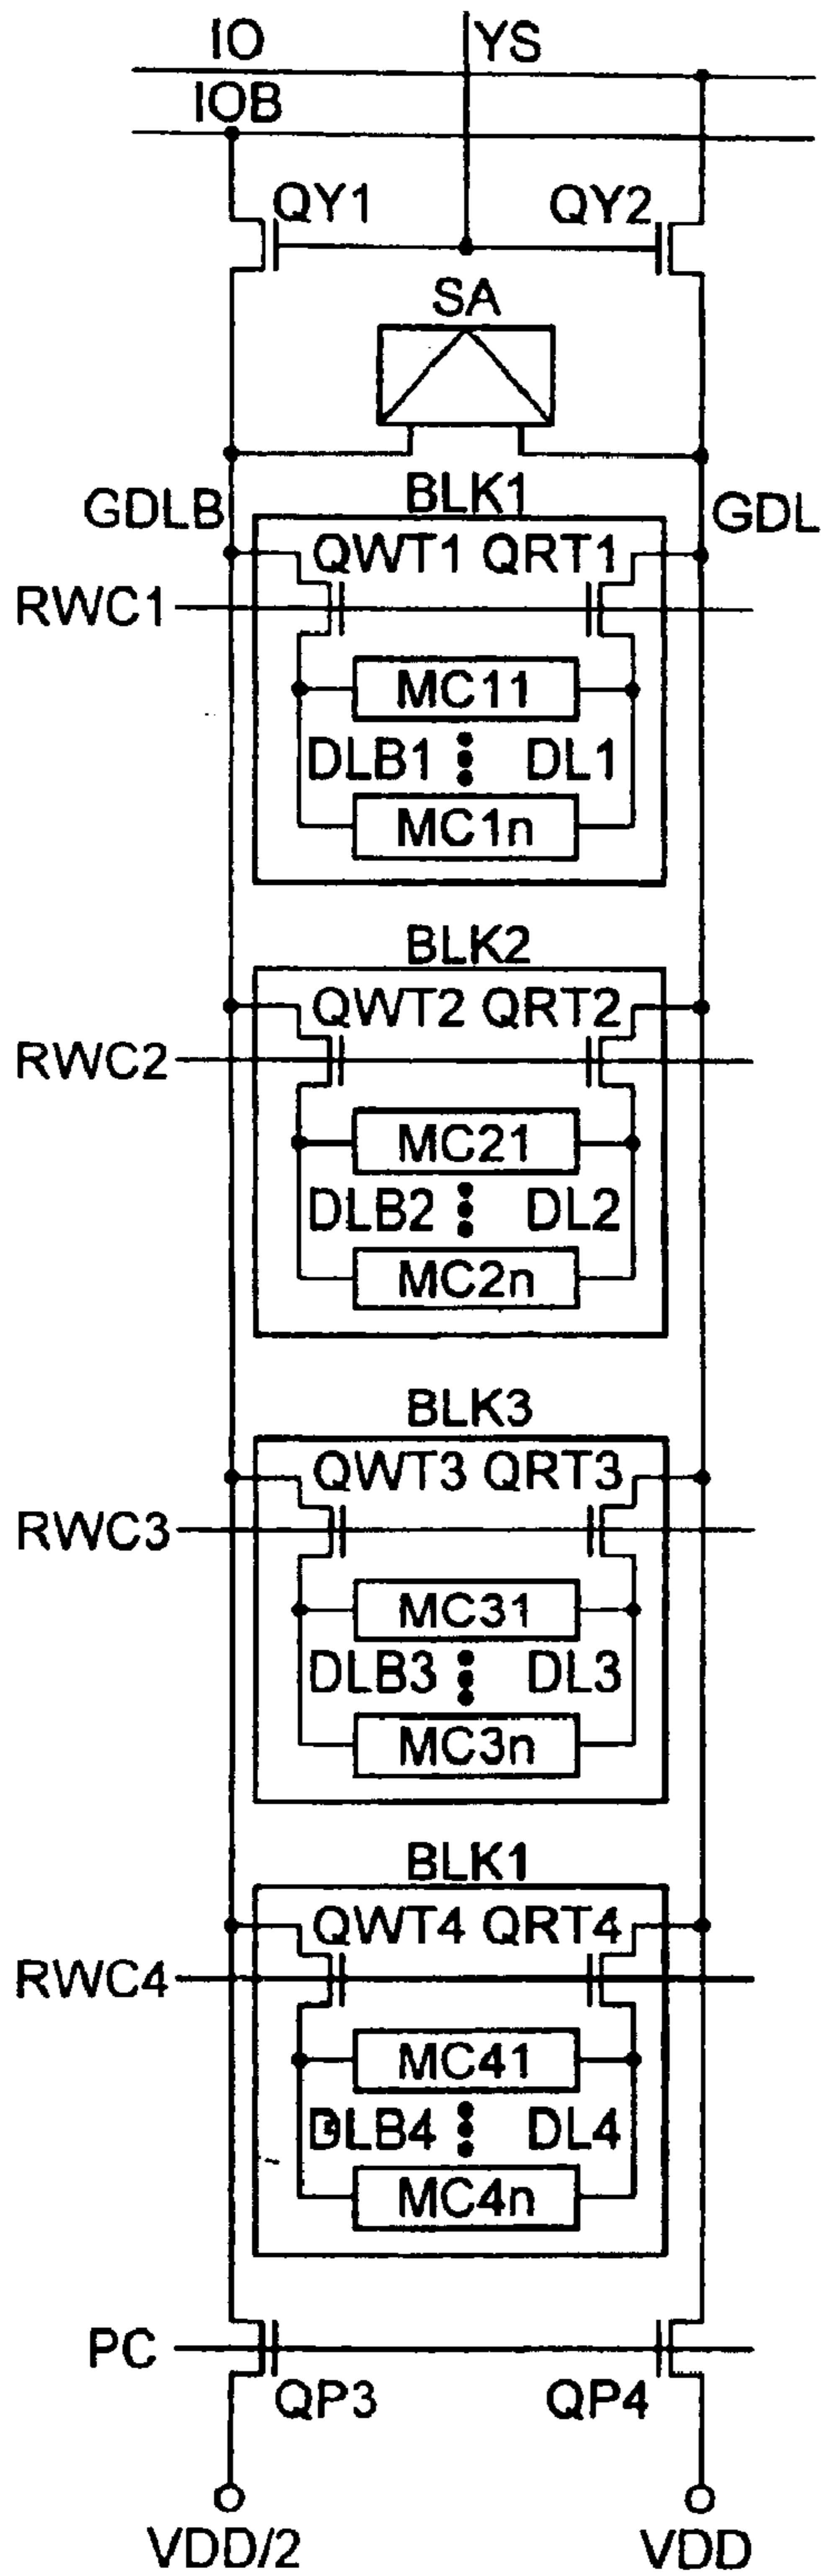 IO
YS
IOB
QY1
QY2
SA
GDLB
BLK1
GDL
QWT1 QRT1
RWC1
MC11
DLB1
DL1
MC1n
BLK2
QWT2 QRT2
RWC2
MC21
DLB2
DL2
MC2n
BLK3
QWT3 QRT3
RWC3
MC31
DLB3
DL3
MC3n
BLK1
QWT4 QRT4
RWC4
MC41
DLB4
DL4
MC4n
PC
QP3
QP4
VDD/2
VDD